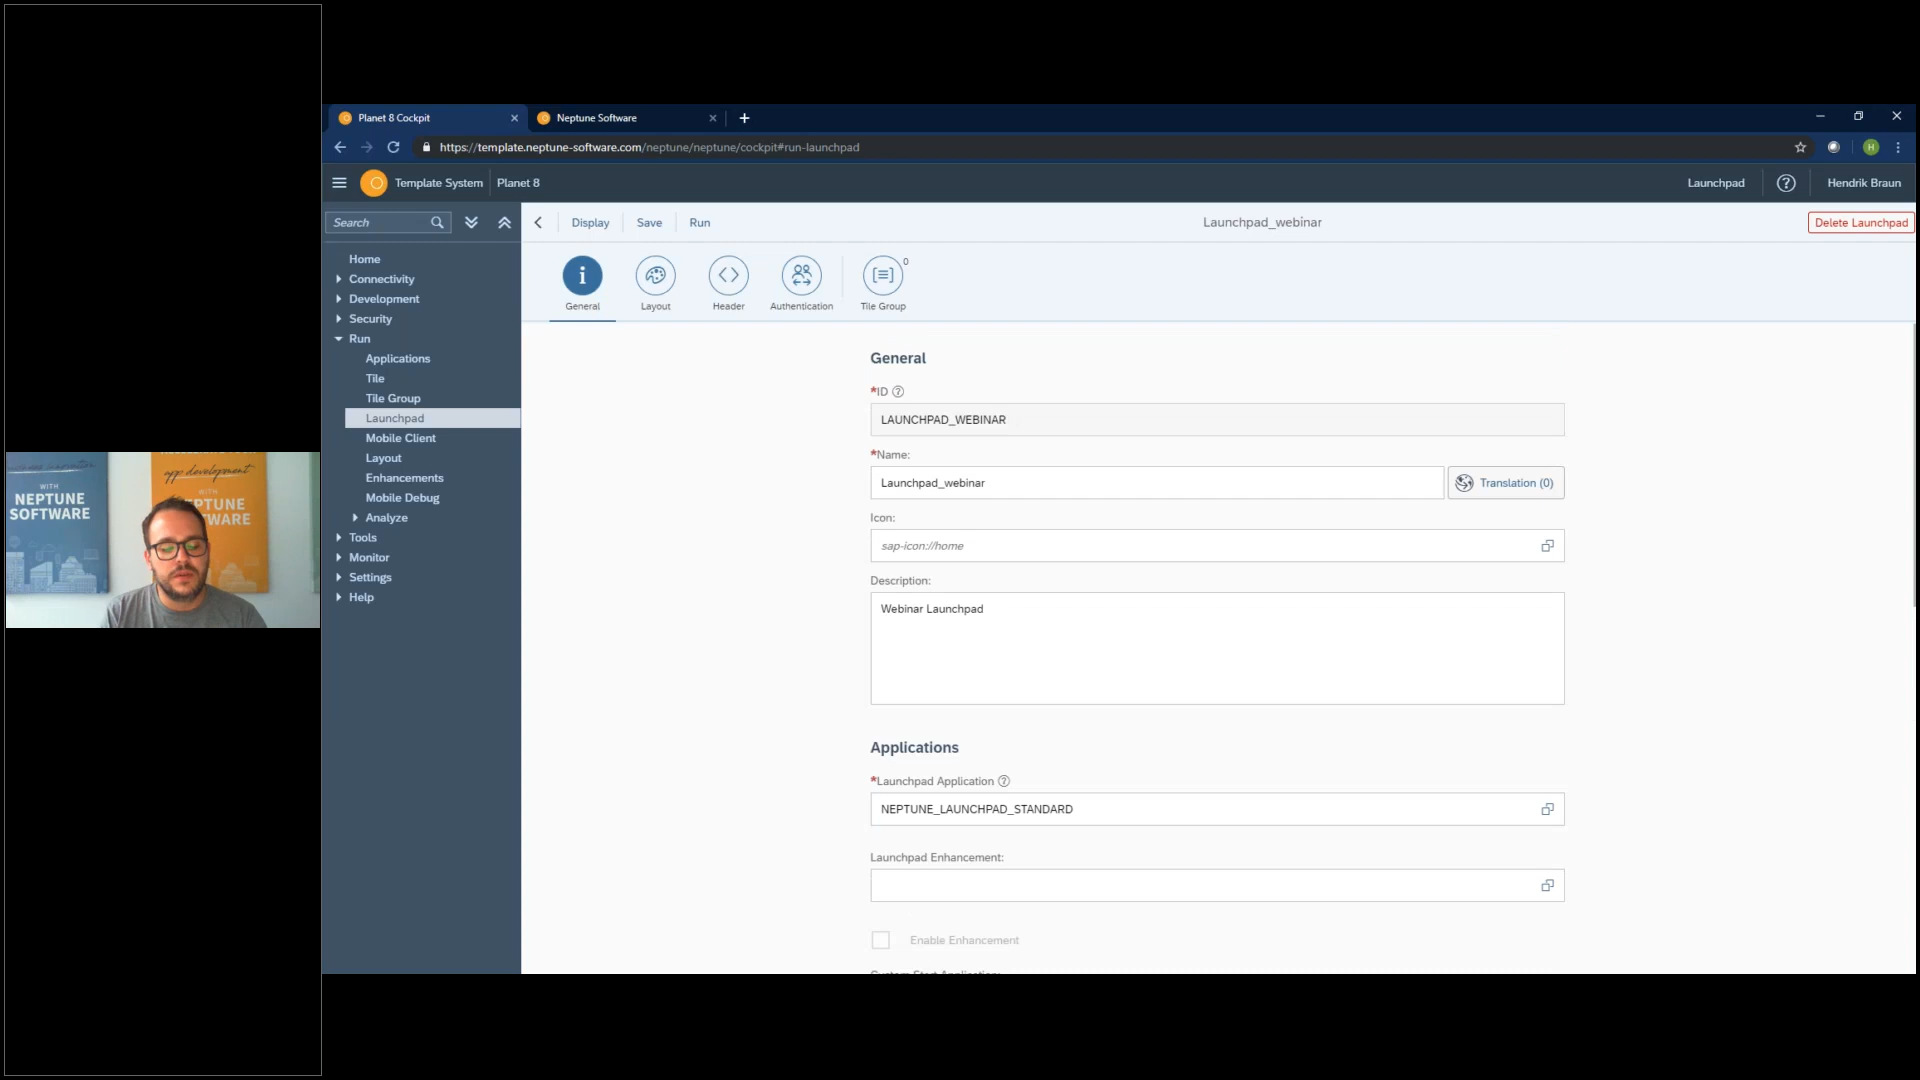 app development
WITH
NEPTUNE
SOFTWARE
WITH
Planet 8 Cockpit
Neptune Software
https://template.neptune-software.com/neptune/neptune/cockpit#run-launchpad
H
Template System
Planet 8
Launchpad
Hendrik Braun
Search
Display
Save
Run
Launchpad_webinar
Delete Launchpad
Home
Connectivity
Development
Security
Run
Applications
Tile
Tile Group
Launchpad
Mobile Client
Layout
Enhancements
Mobile Debug
Analyze
Tools
Monitor
Settings
Help
General
Layout
Header
Authentication
0
Tile Group
General
*ID
LAUNCHPAD_WEBINAR
*Name:
Launchpad_webinar
Translation (0)
Icon:
sap-icon://home
Description:
Webinar Launchpad
Applications
*Launchpad Application
NEPTUNE_LAUNCHPAD_STANDARD
Launchpad Enhancement:
Enable Enhancement